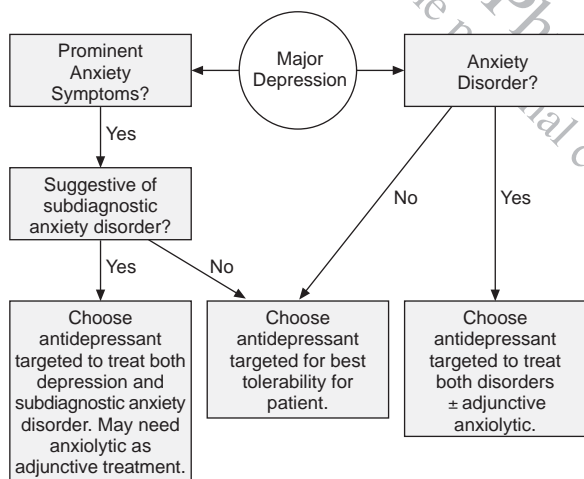 Prominent
Anxiety
Symptoms?
Major
Depression
Anxiety
Disorder?
Yes
No
Yes
Suggestive of
subdiagnostic
anxiety disorder?
Yes
No
Choose
antidepressant
targeted to treat both
depression and
subdiagnostic anxiety
disorder. May need
anxiolytic as
adjunctive treatment.
Choose
antidepressant
targeted for best
tolerability for
patient.
Choose
antidepressant
targeted to treat
both disorders
± adjunctive
anxiolytic.